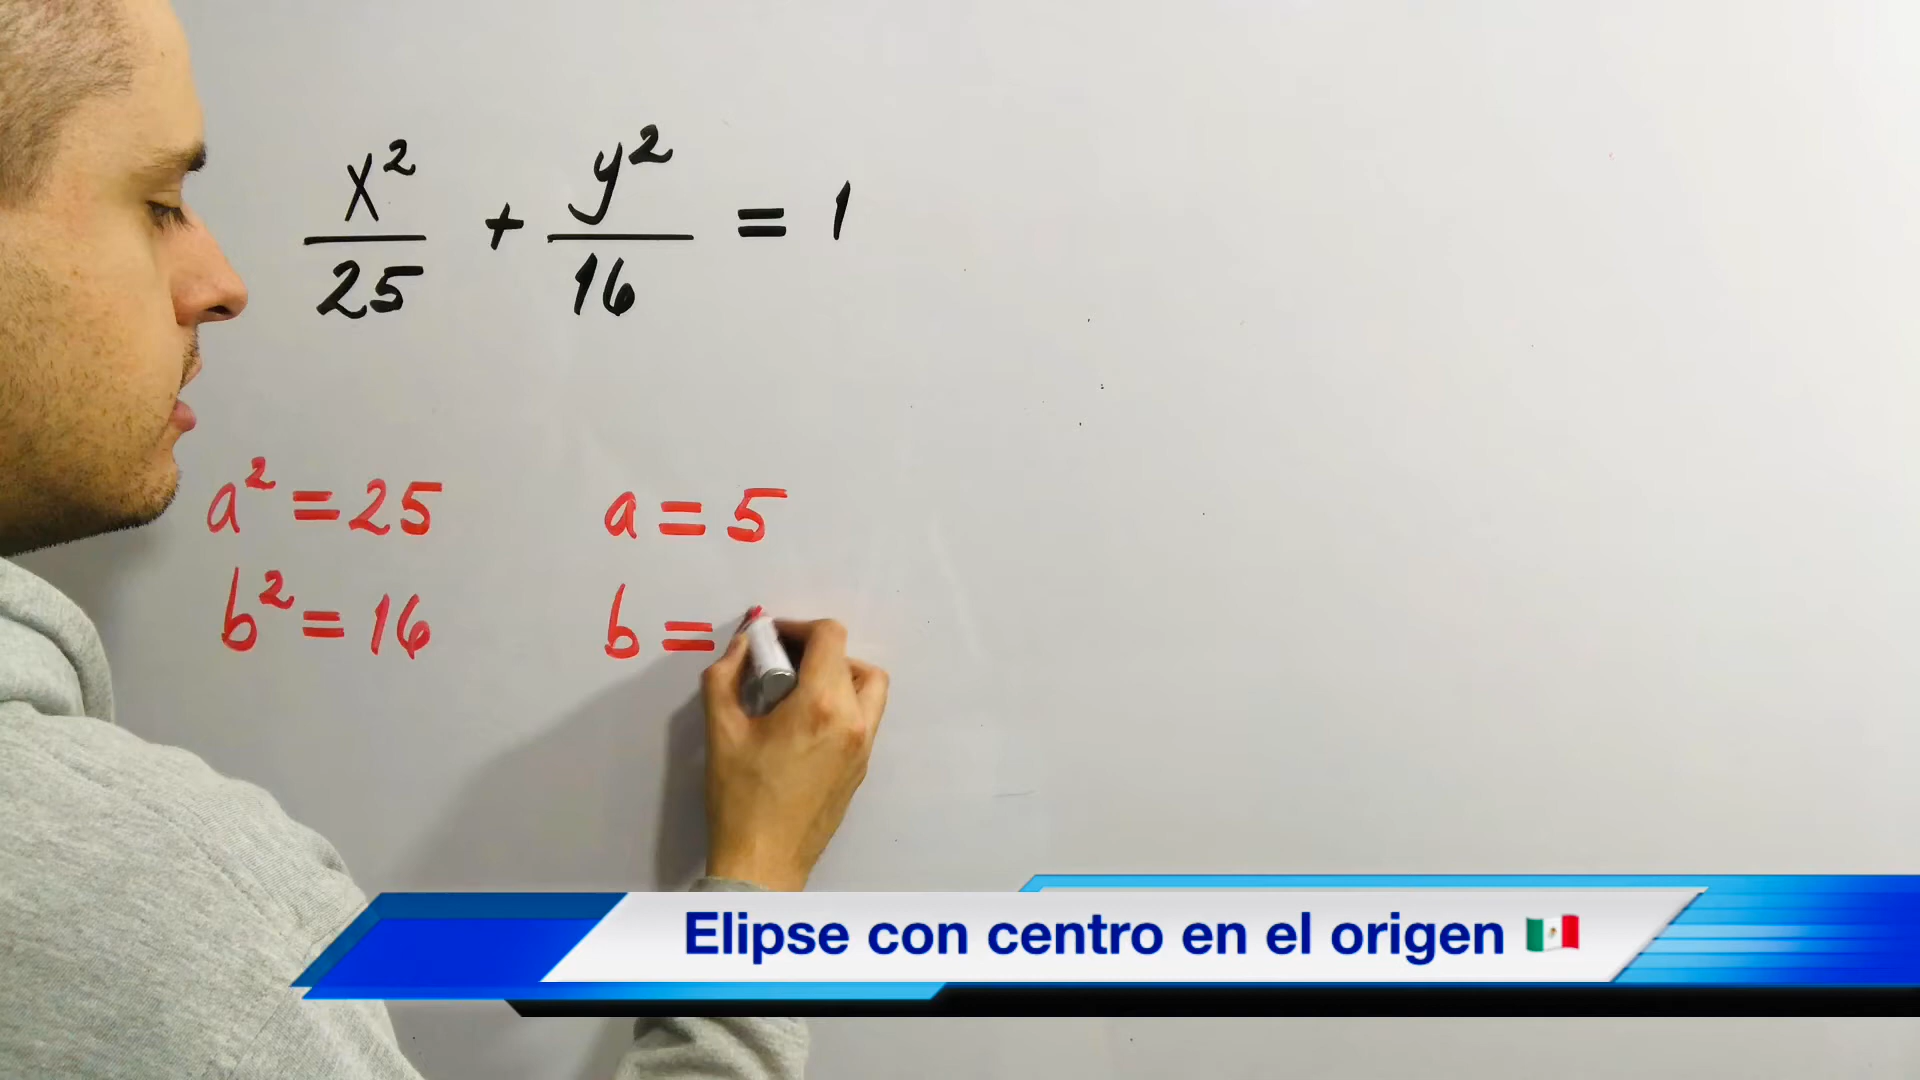 x²/25 + y²/16 = 1
a² = 25 a = 5
b² = 16 b =
Elipse con centro en el origen 🇲🇽